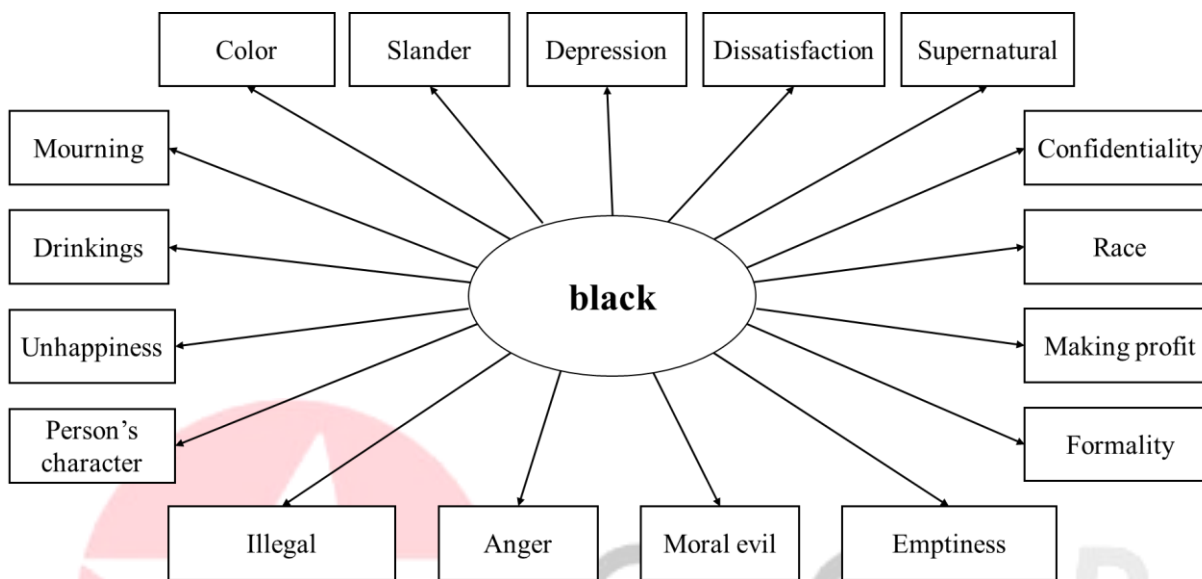 Color
Slander
Depression
Dissatisfaction
Supernatural
Mourning
Confidentiality
Drinkings
Race
black
Unhappiness
Making profit
Person’s
character
Formality
Illegal
Anger
Moral evil
Emptiness